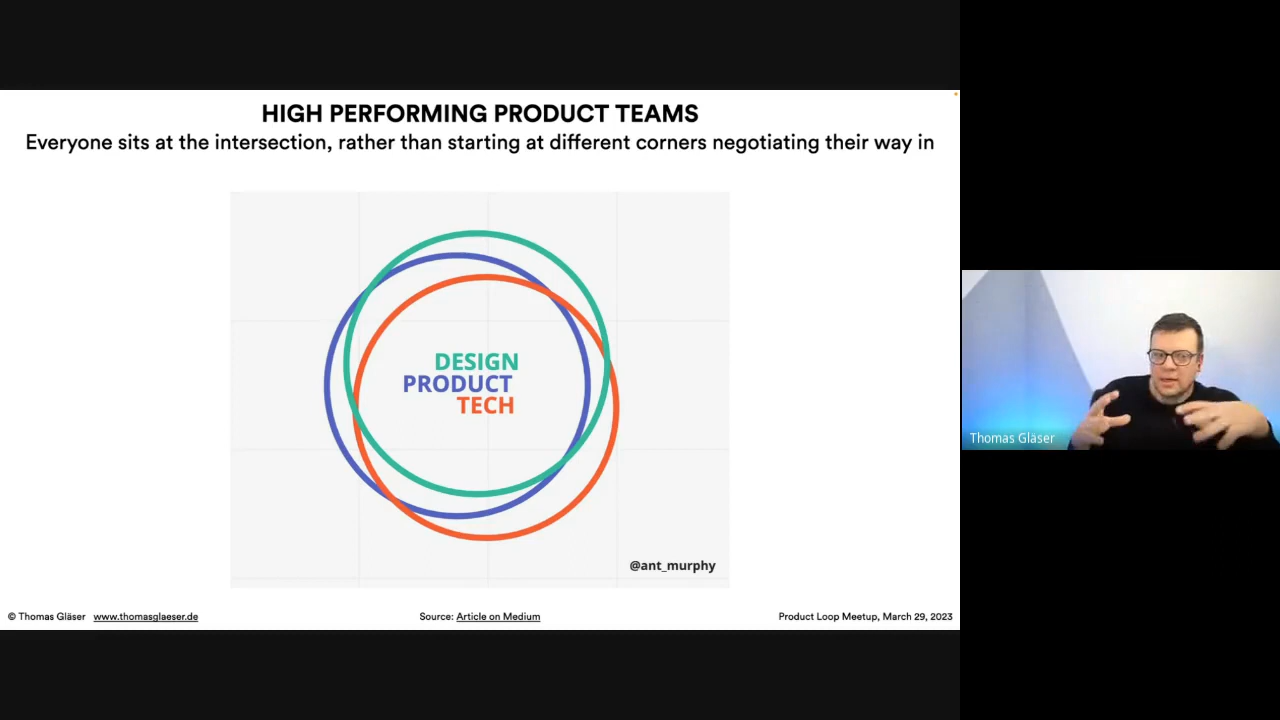 HIGH PERFORMING PRODUCT TEAMS
Everyone sits at the intersection, rather than starting at different corners negotiating their way in
DESIGN
PRODUCT
TECH
@ant_murphy
© Thomas Gläser www.thomasglaeser.de
Source: Article on Medium
Product Loop Meetup, March 29, 2023
Thomas Gläser